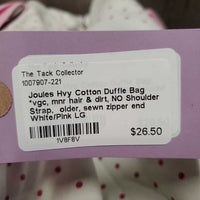 The Tack Collector
1007907-221
Joules Hvy Cotton Duffle Bag
*vgc, mnr hair & dirt, NO Shoulder
Strap, older, sewn zipper end
White/Pink LG
$26.50
1V8F8V